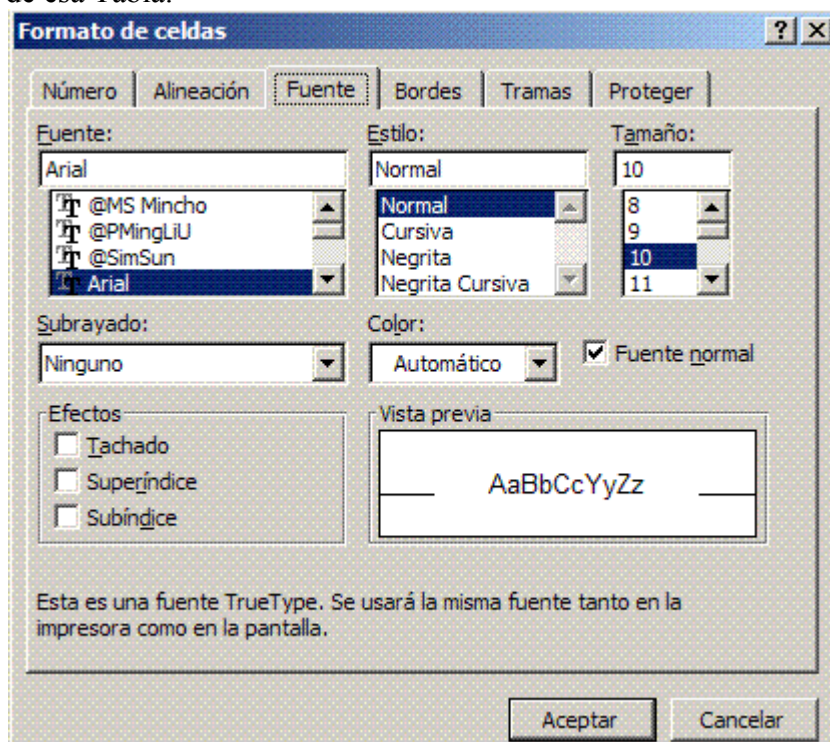 de esa Tabla.
Formato de celdas
Número Alineación Fuente Bordes Tramas Proteger
Fuente: Estilo: Tamaño:
Arial Normal 10
@MS Mincho Normal 8
@PMingLiU Cursiva 9
@SimSun Negrita 10
Arial Negrita Cursiva 11
Subrayado: Color:
Ninguno Automático Fuente normal
Efectos Vista previa
Tachado
Superíndice AaBbCcYyZz
Subíndice
Esta es una fuente TrueType. Se usará la misma fuente tanto en la
impresora como en la pantalla.
Aceptar Cancelar